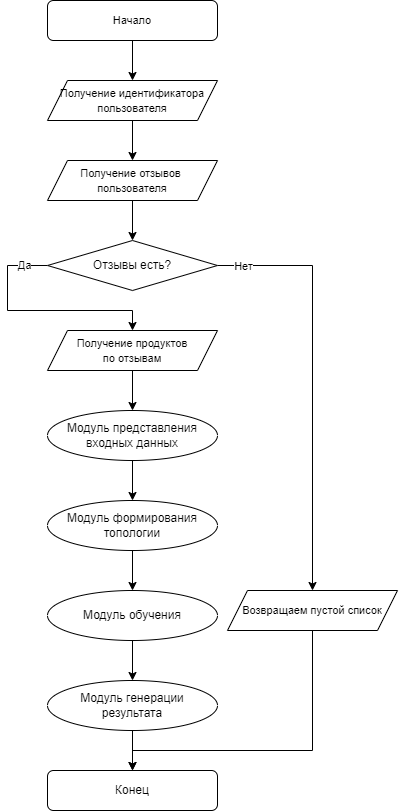 Начало
Получение идентификатора
пользователя
Получение отзывов
пользователя
Отзывы есть?
Да
Нет
Получение продуктов
по отзывам
Модуль представления
входных данных
Модуль формирования
топологии
Модуль обучения
Возвращаем пустой список
Модуль генерации
результата
Конец